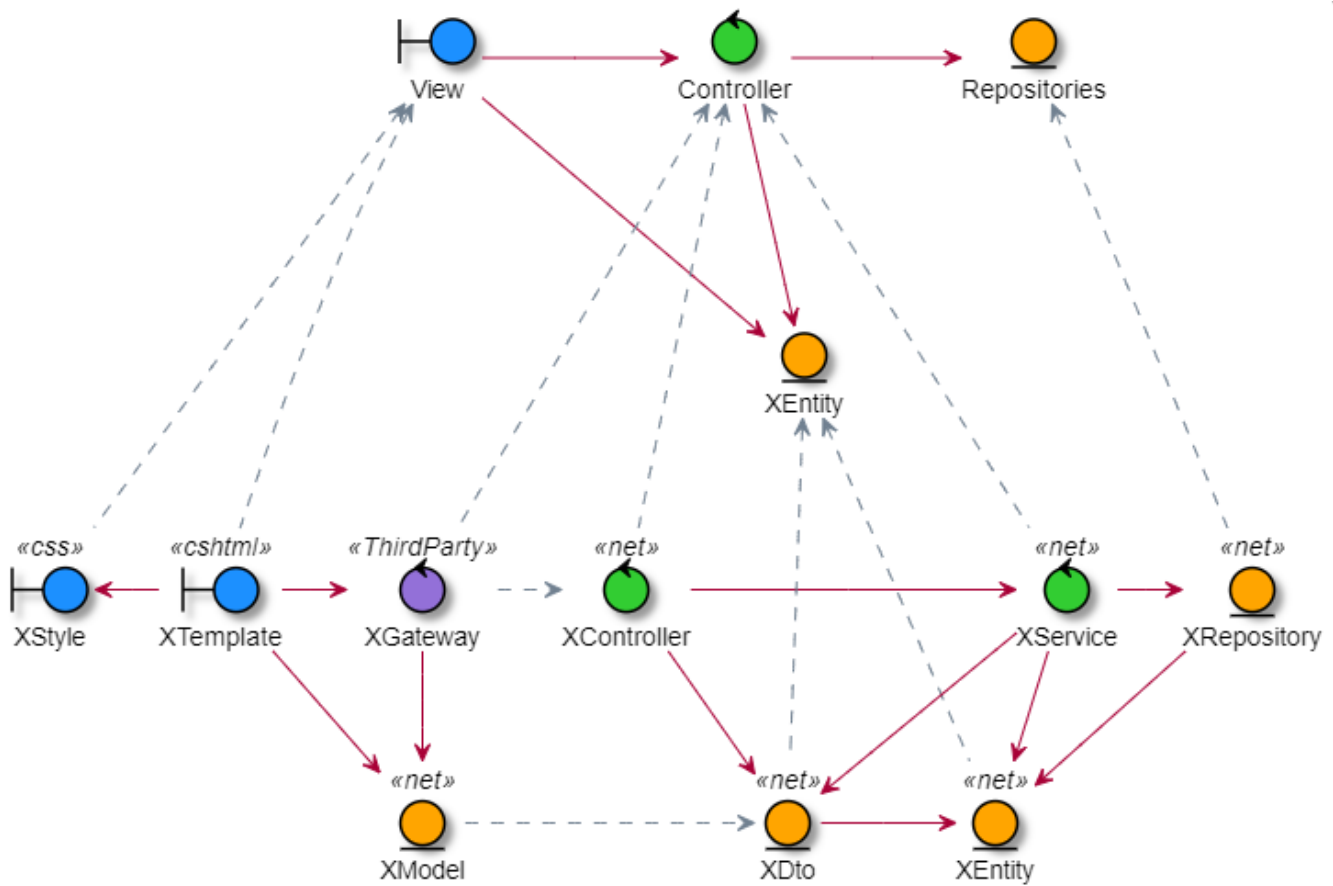 View
Controller
Repositories
XEntity
«css»
«cshtml»
«ThirdParty»
«net»
«net»
«net»
XStyle
XTemplate
XGateway
XController
XService
XRepository
«net»
«net»
«net»
XModel
XDto
XEntity